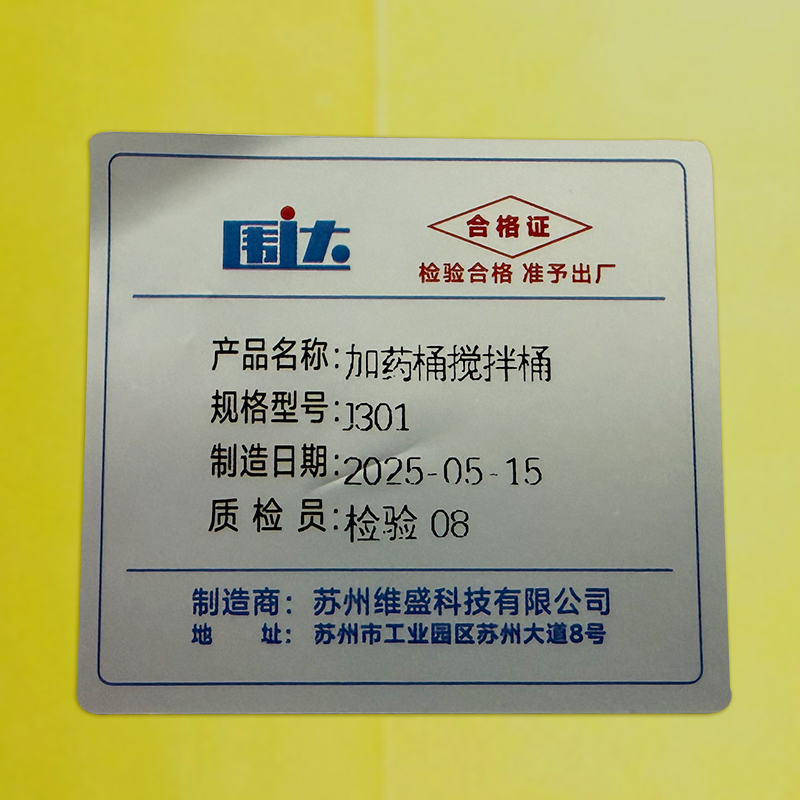 围达
合格证
检验合格 准予出厂
产品名称:加药桶搅拌桶
规格型号:J301
制造日期:2025-05-15
质 检 员:检验 08
制造商：苏州维盛科技有限公司
地 址：苏州市工业园区苏州大道8号